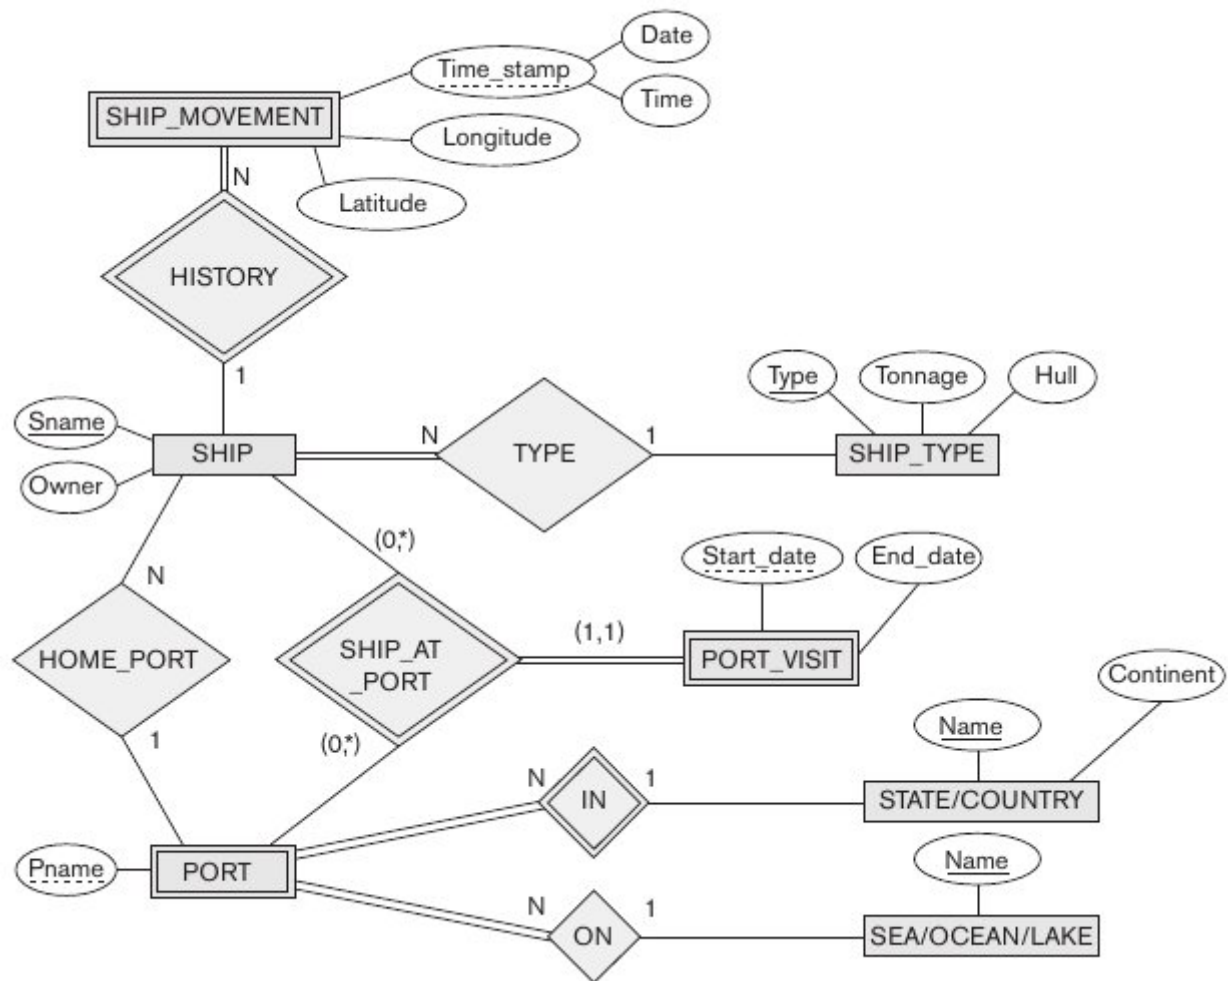 Date
Time_stamp
Time
SHIP_MOVEMENT
Longitude
N
Latitude
HISTORY
1
Type
Tonnage
Hull
Sname
N
1
SHIP
TYPE
SHIP_TYPE
Owner
(0,*)
Start_date
End_date
N
(1,1)
HOME_PORT
SHIP_AT
_PORT
PORT_VISIT
Continent
1
(0,*)
Name
N
1
IN
STATE/COUNTRY
Pname
PORT
Name
N
1
ON
SEA/OCEAN/LAKE